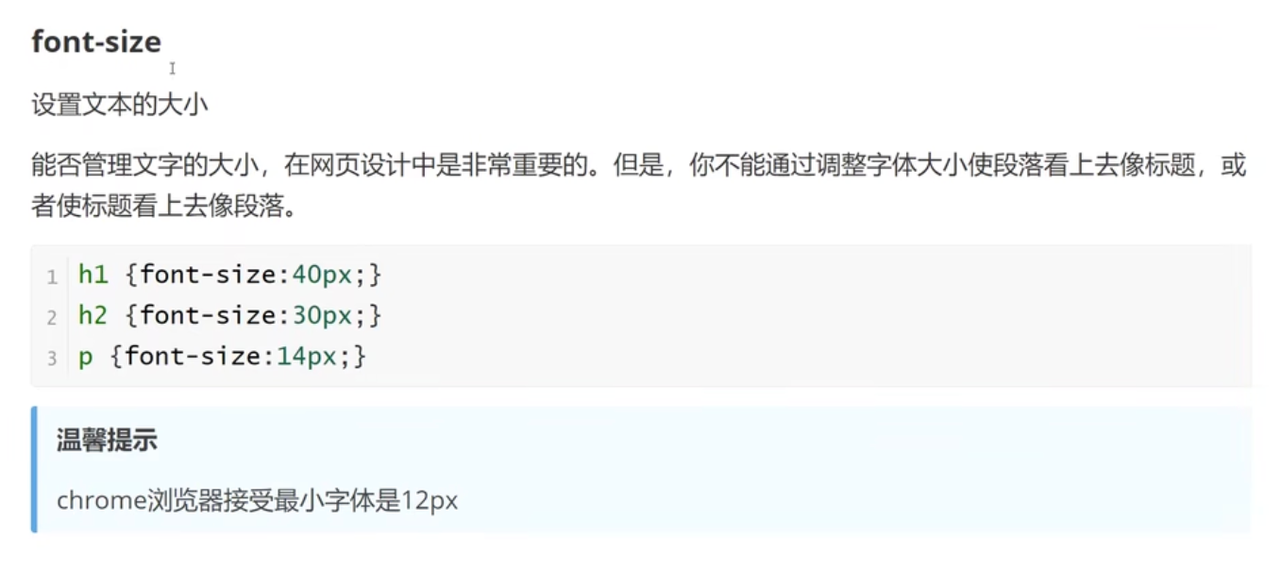 font-size
设置文本的大小
能否管理文字的大小，在网页设计中是非常重要的。但是，你不能通过调整字体大小使段落看上去像标题，或
者使标题看上去像段落。
1 h1 {font-size:40px;}
2 h2 {font-size:30px;}
3 p {font-size:14px;}
温馨提示
chrome浏览器接受最小字体是12px